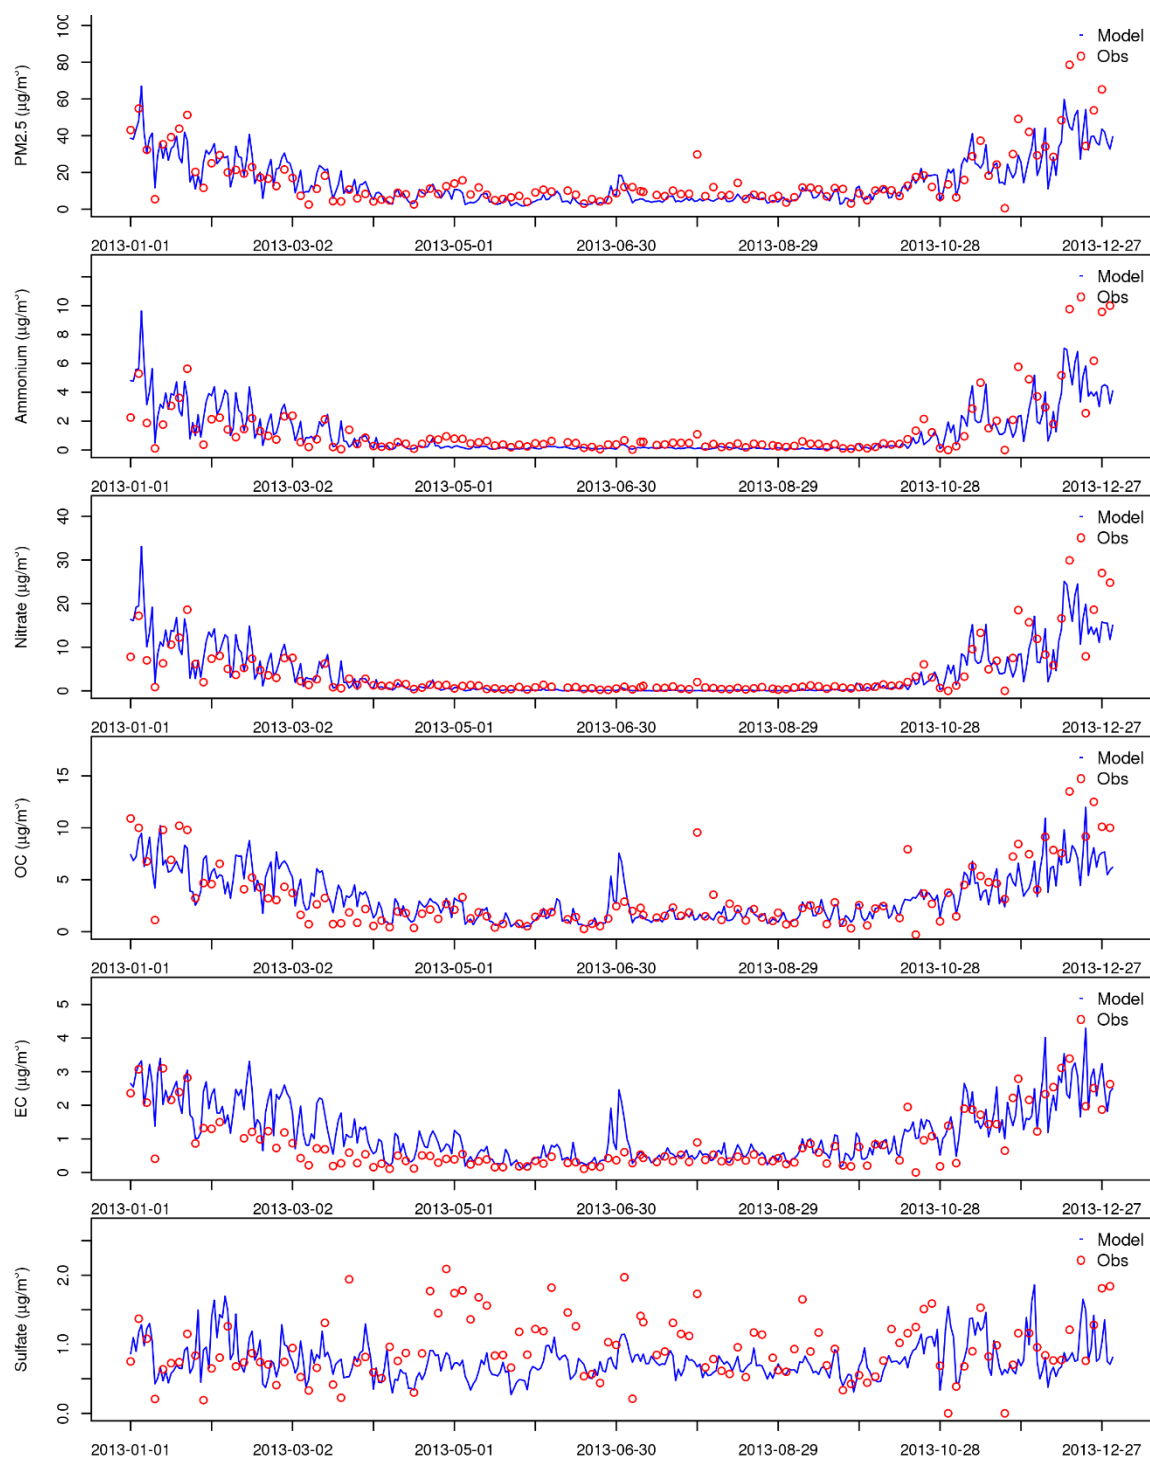 PM2.5 (µg/m³)
0 20 40 60 80 100
Model
Obs
2013-01-01 2013-03-02 2013-05-01 2013-06-30 2013-08-29 2013-10-28 2013-12-27
Ammonium (µg/m³)
0 2 4 6 8 10
Model
Obs
2013-01-01 2013-03-02 2013-05-01 2013-06-30 2013-08-29 2013-10-28 2013-12-27
Nitrate (µg/m³)
0 10 20 30 40
Model
Obs
2013-01-01 2013-03-02 2013-05-01 2013-06-30 2013-08-29 2013-10-28 2013-12-27
OC (µg/m³)
0 5 10 15
Model
Obs
2013-01-01 2013-03-02 2013-05-01 2013-06-30 2013-08-29 2013-10-28 2013-12-27
EC (µg/m³)
0 1 2 3 4 5
Model
Obs
2013-01-01 2013-03-02 2013-05-01 2013-06-30 2013-08-29 2013-10-28 2013-12-27
Sulfate (µg/m³)
0.0 1.0 2.0
Model
Obs
2013-01-01 2013-03-02 2013-05-01 2013-06-30 2013-08-29 2013-10-28 2013-12-27